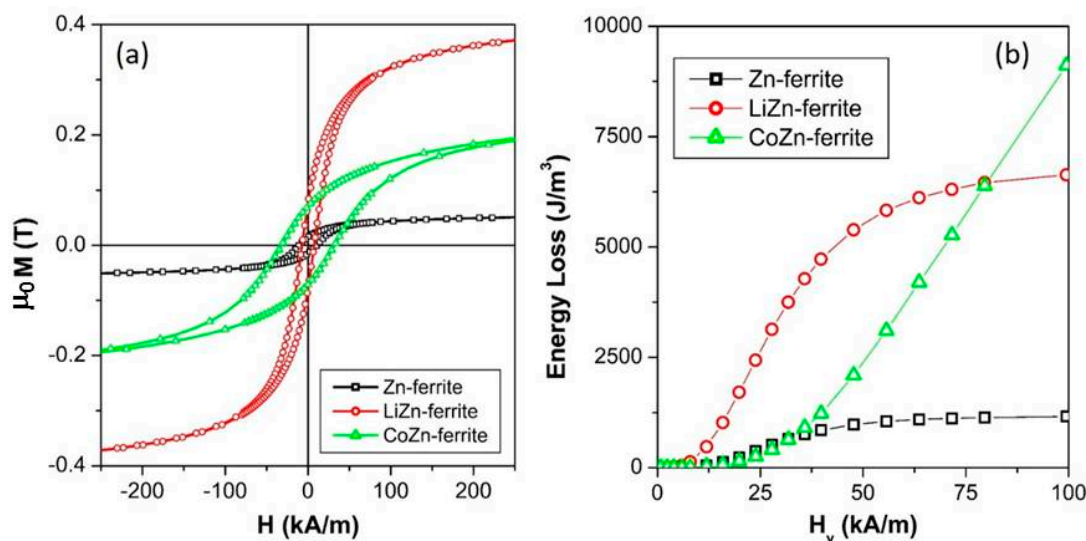 (a)
0.4
0.2
0.0
-0.2
-0.4
μ₀M (T)
-200 -100 0 100 200
H (kA/m)
Zn-ferrite
LiZn-ferrite
CoZn-ferrite
(b)
10000
7500
5000
2500
0
Energy Loss (J/m³)
0 25 50 75 100
Hᵧ (kA/m)
Zn-ferrite
LiZn-ferrite
CoZn-ferrite